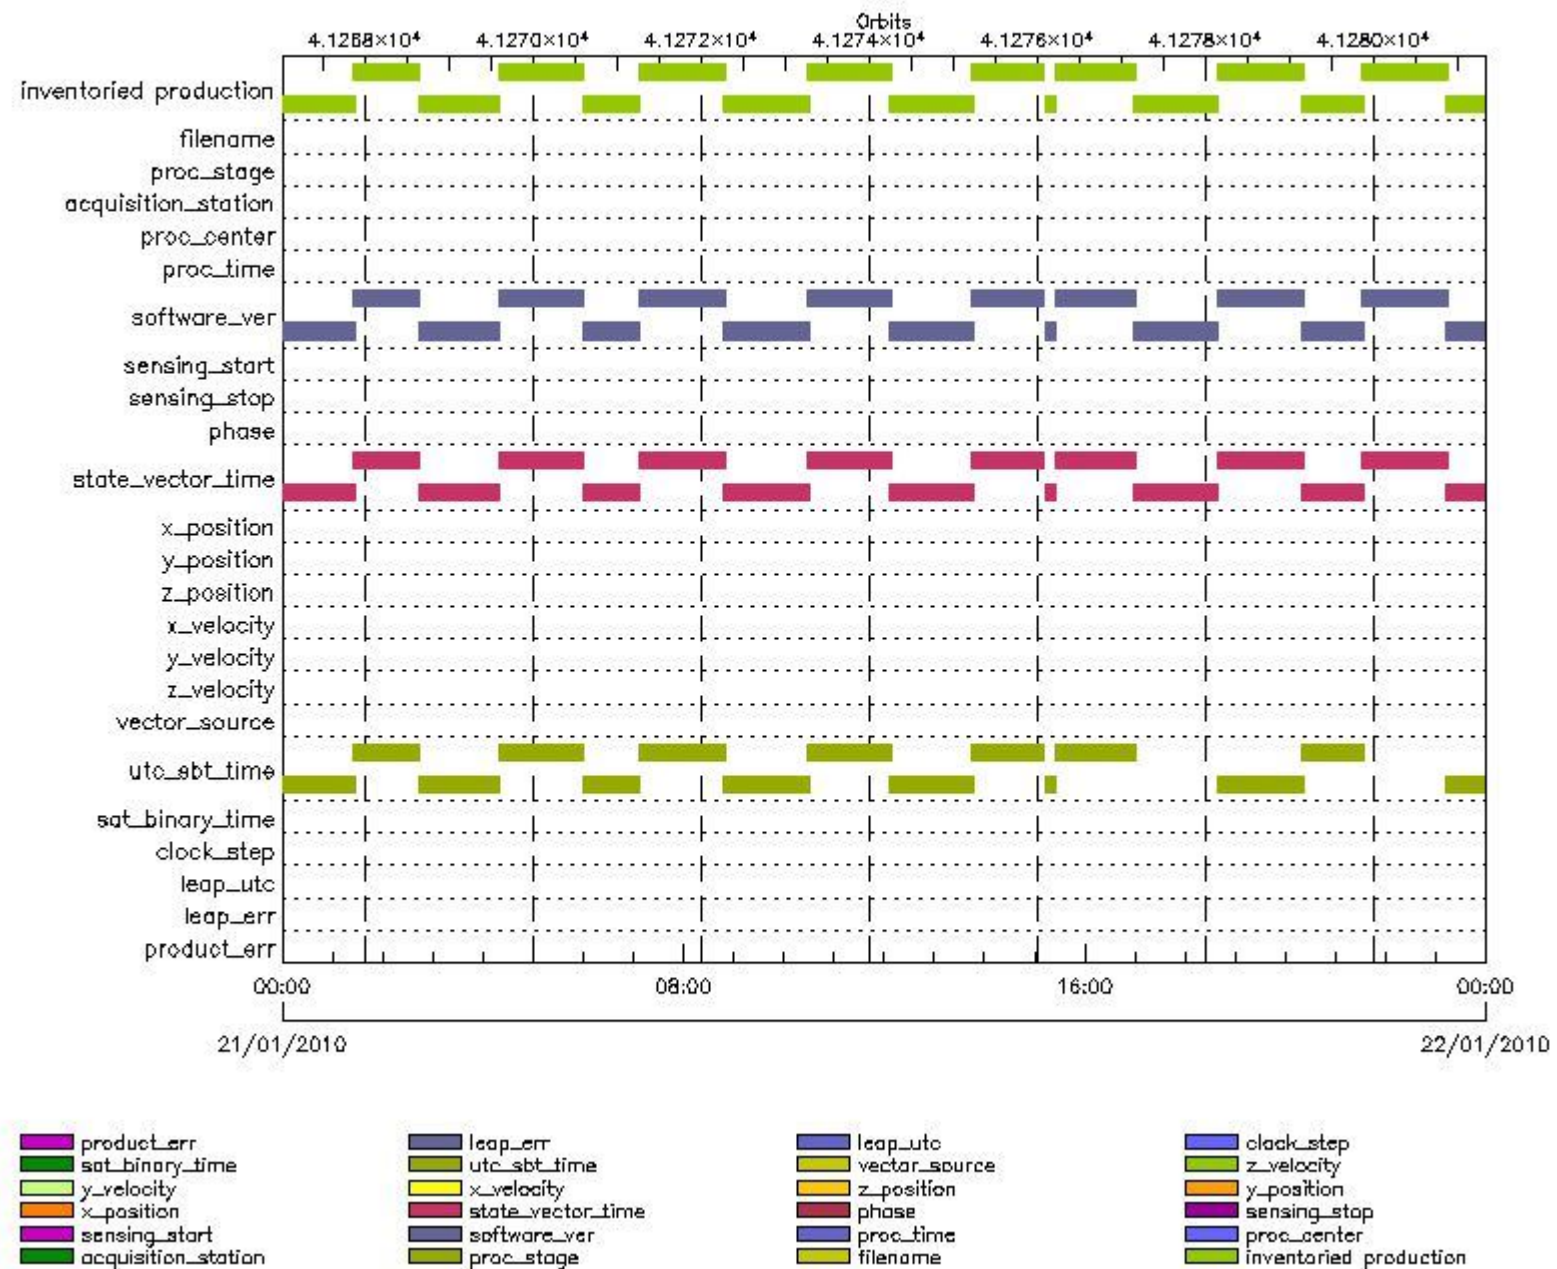 Orbits
4.1268×10⁴ 4.1270×10⁴ 4.1272×10⁴ 4.1274×10⁴ 4.1276×10⁴ 4.1278×10⁴ 4.1280×10⁴
inventoried production
filename
proc_stage
acquisition_station
proc_center
proc_time
software_ver
sensing_start
sensing_stop
phase
state_vector_time
x_position
y_position
z_position
x_velocity
y_velocity
z_velocity
vector_source
utc_sbt_time
sat_binary_time
clock_step
leap_utc
leap_err
product_err
00:00 08:00 16:00 00:00
21/01/2010 22/01/2010
product_err leap_err leap_utc clock_step
sat_binary_time utc_sbt_time vector_source z_velocity
y_velocity x_velocity z_position y_position
x_position state_vector_time phase sensing_stop
sensing_start software_ver proc_time proc_center
acquisition_station proc_stage filename inventoried production